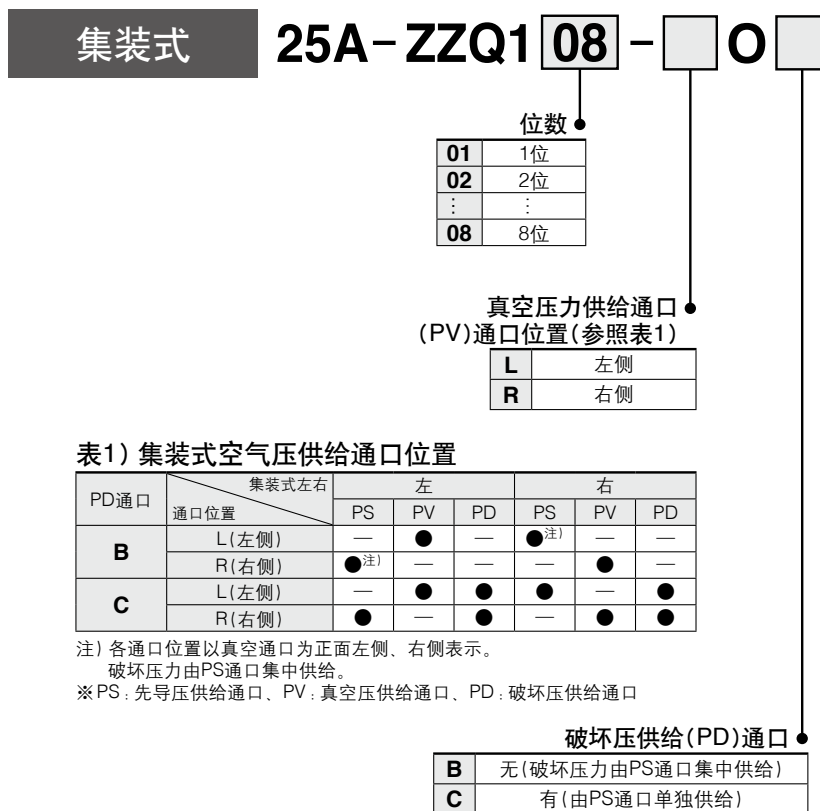 集装式 25A-ZZQ1 08 - O
位数
01 1位
02 2位
⋮ ⋮
08 8位
真空压力供给通口
(PV)通口位置(参照表1)
L 左侧
R 右侧
表1) 集装式空气压供给通口位置
PD通口 集装式左右 左 右
通口位置 PS PV PD PS PV PD
B L(左侧) — ● — ●注) — —
R(右侧) ●注) — — — ● —
C L(左侧) — ● ● ● — ●
R(右侧) ● — ● — ● ●
注) 各通口位置以真空通口为正面左侧、右侧表示。
破坏压力由PS通口集中供给。
※PS:先导压供给通口、PV:真空压供给通口、PD:破坏压供给通口
破坏压供给(PD)通口
B 无(破坏压力由PS通口集中供给)
C 有(由PS通口单独供给)